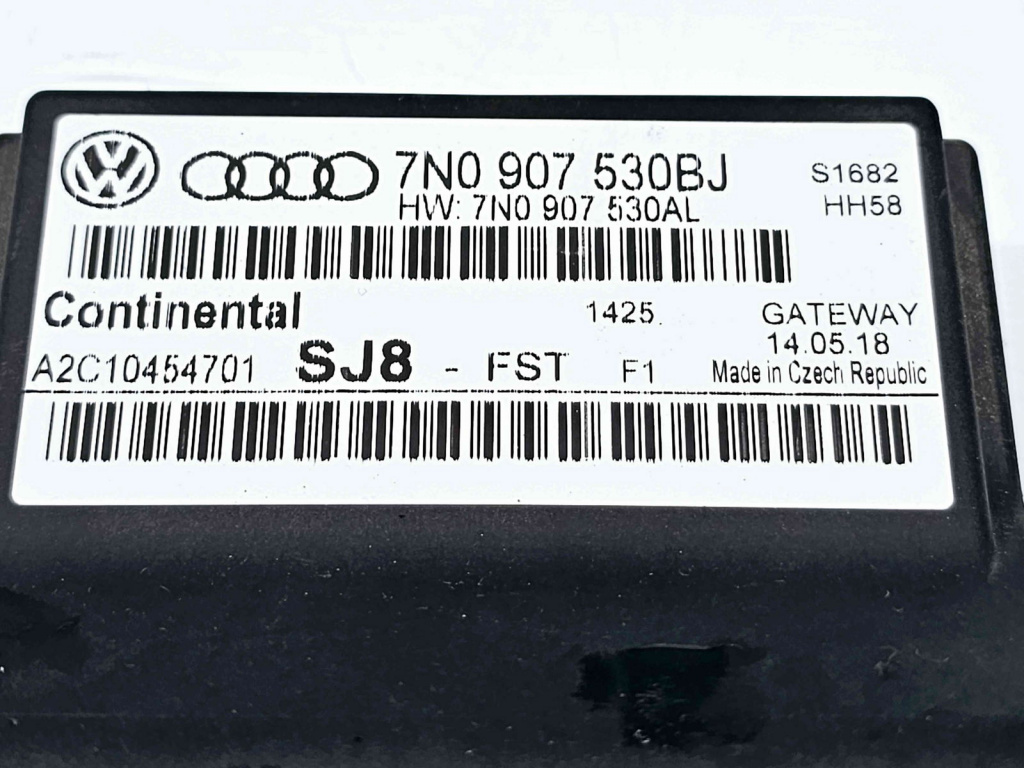 7N0 907 530BJ
S1682
HW: 7N0 907 530AL
HH58
Continental
1425.
GATEWAY
14.05.18
A2C10454701 SJ8 - FST F1
Made in Czech Republic